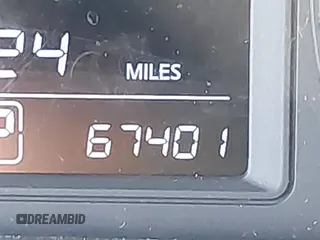 24
MILES
P 67401
DREAMBID